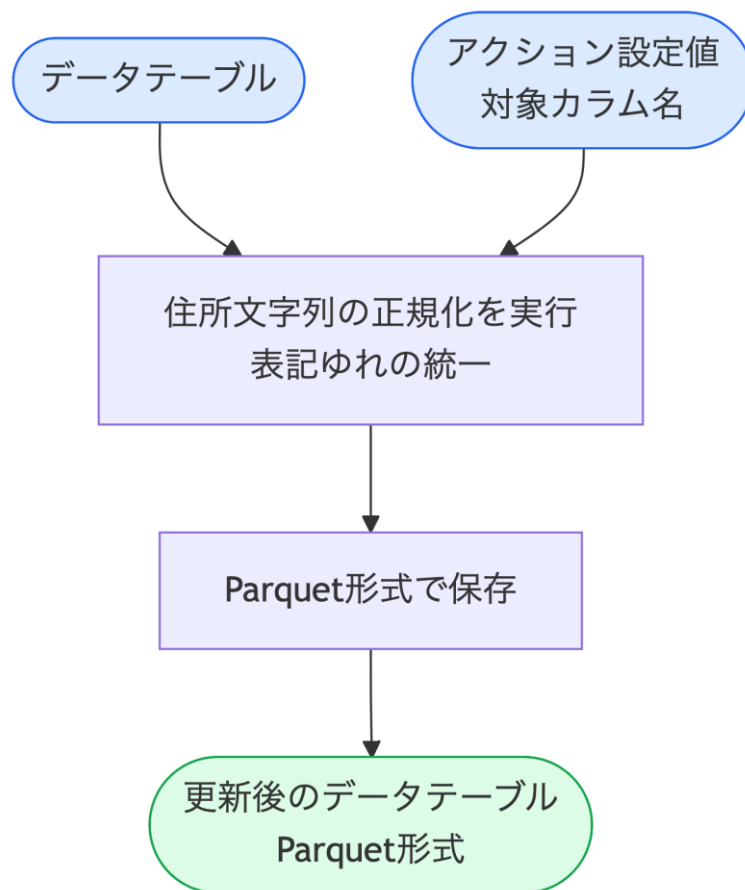 データテーブル
アクション設定値
対象カラム名
住所文字列の正規化を実行
表記ゆれの統一
Parquet形式で保存
更新後のデータテーブル
Parquet形式